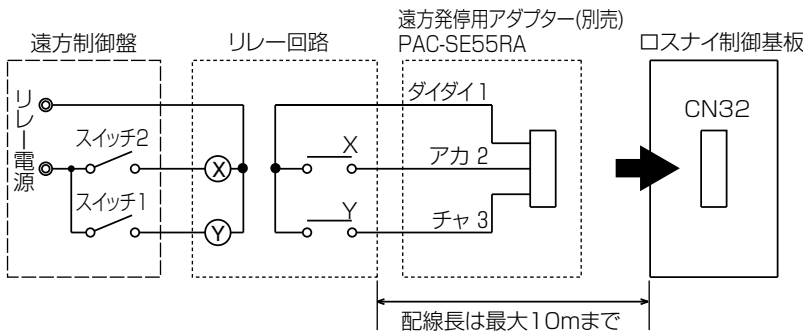 遠方発停用アダプター(別売)
遠方制御盤
リレー回路
PAC-SE55RA
ロスナイ制御基板
リレー電源
スイッチ2
スイッチ1
X
Y
X
Y
ダイダイ1
アカ 2
チャ 3
CN32
配線長は最大10mまで